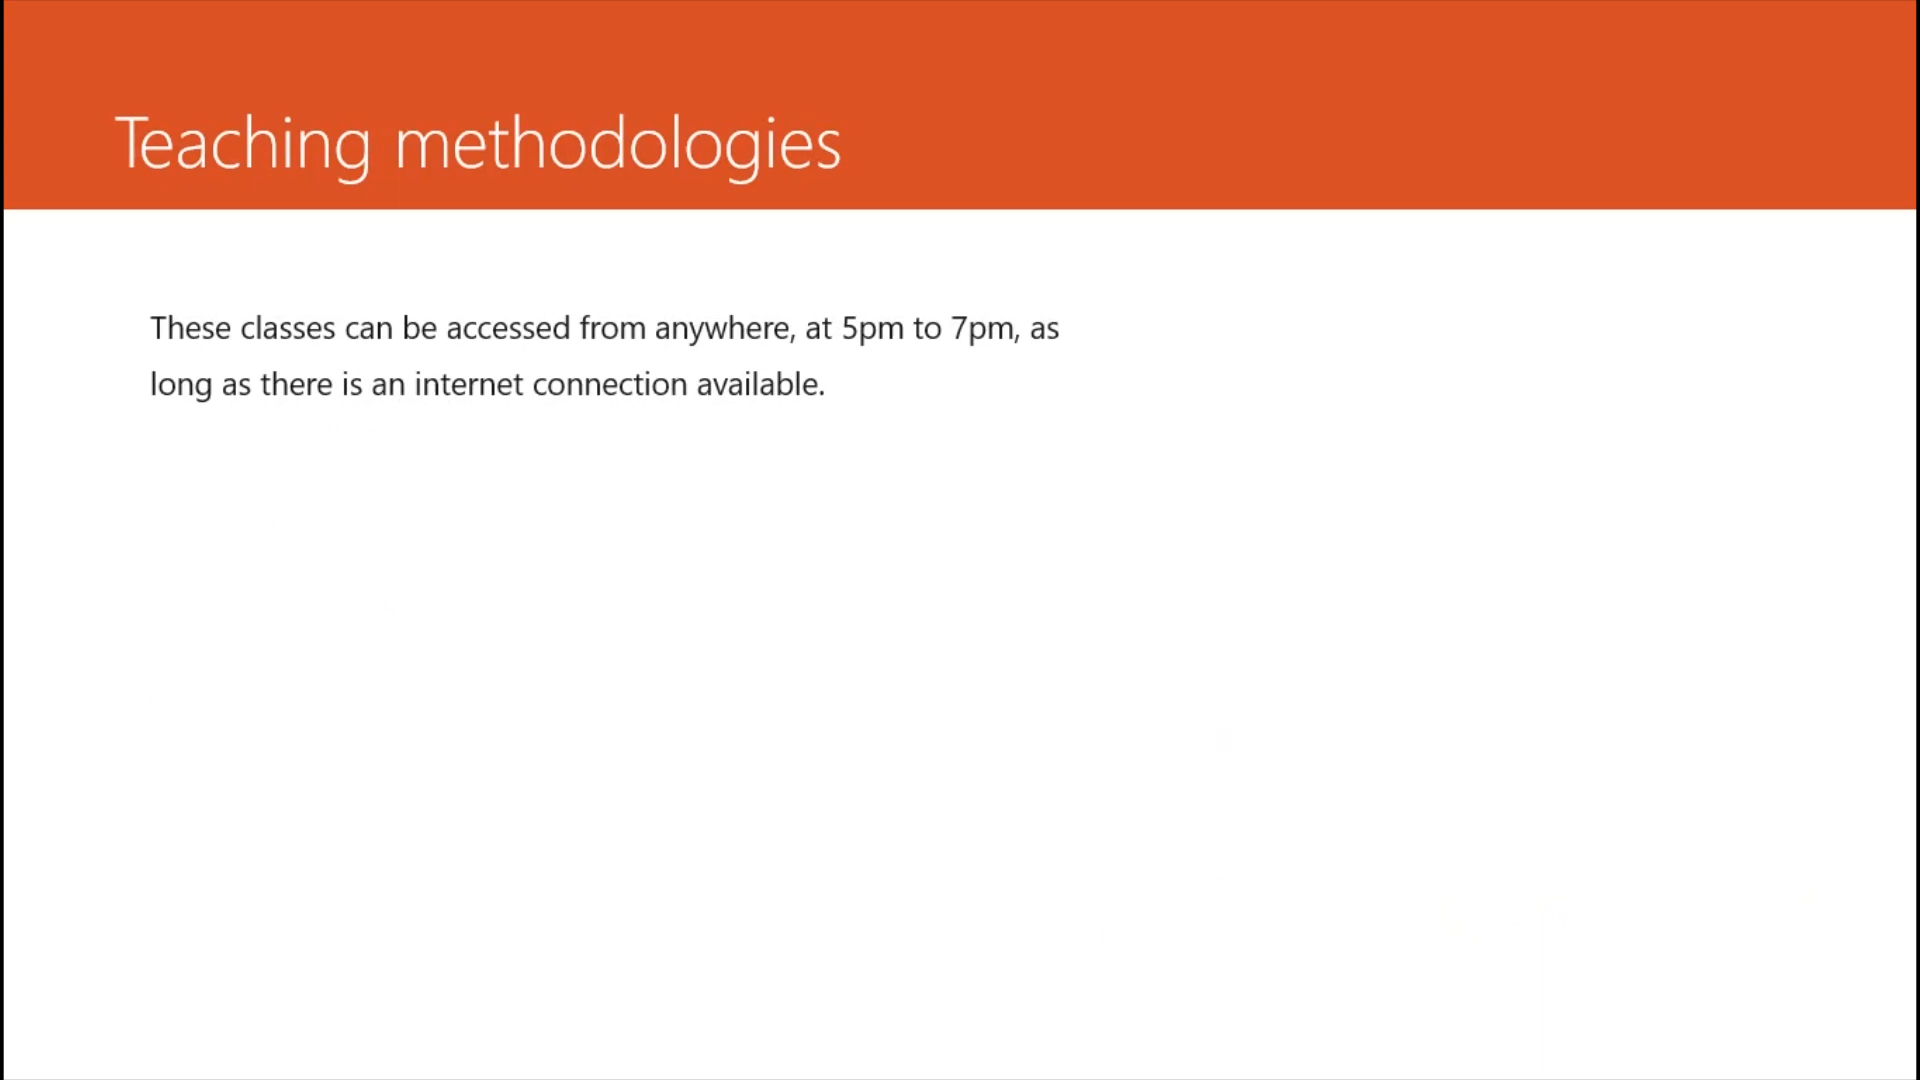 Teaching methodologies
These classes can be accessed from anywhere, at 5pm to 7pm, as
long as there is an internet connection available.